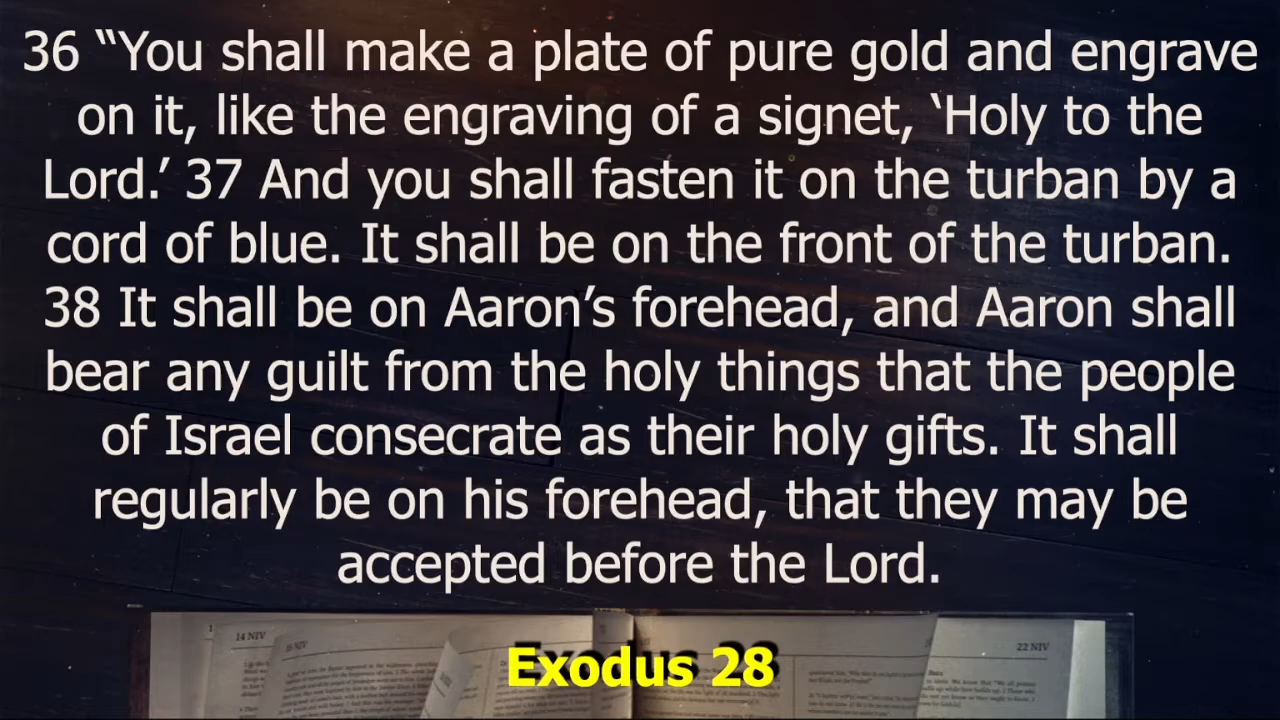 36 “You shall make a plate of pure gold and engrave
on it, like the engraving of a signet, ‘Holy to the
Lord.’ 37 And you shall fasten it on the turban by a
cord of blue. It shall be on the front of the turban.
38 It shall be on Aaron’s forehead, and Aaron shall
bear any guilt from the holy things that the people
of Israel consecrate as their holy gifts. It shall
regularly be on his forehead, that they may be
accepted before the Lord.
14 NIV
22 NIV
Exodus 28